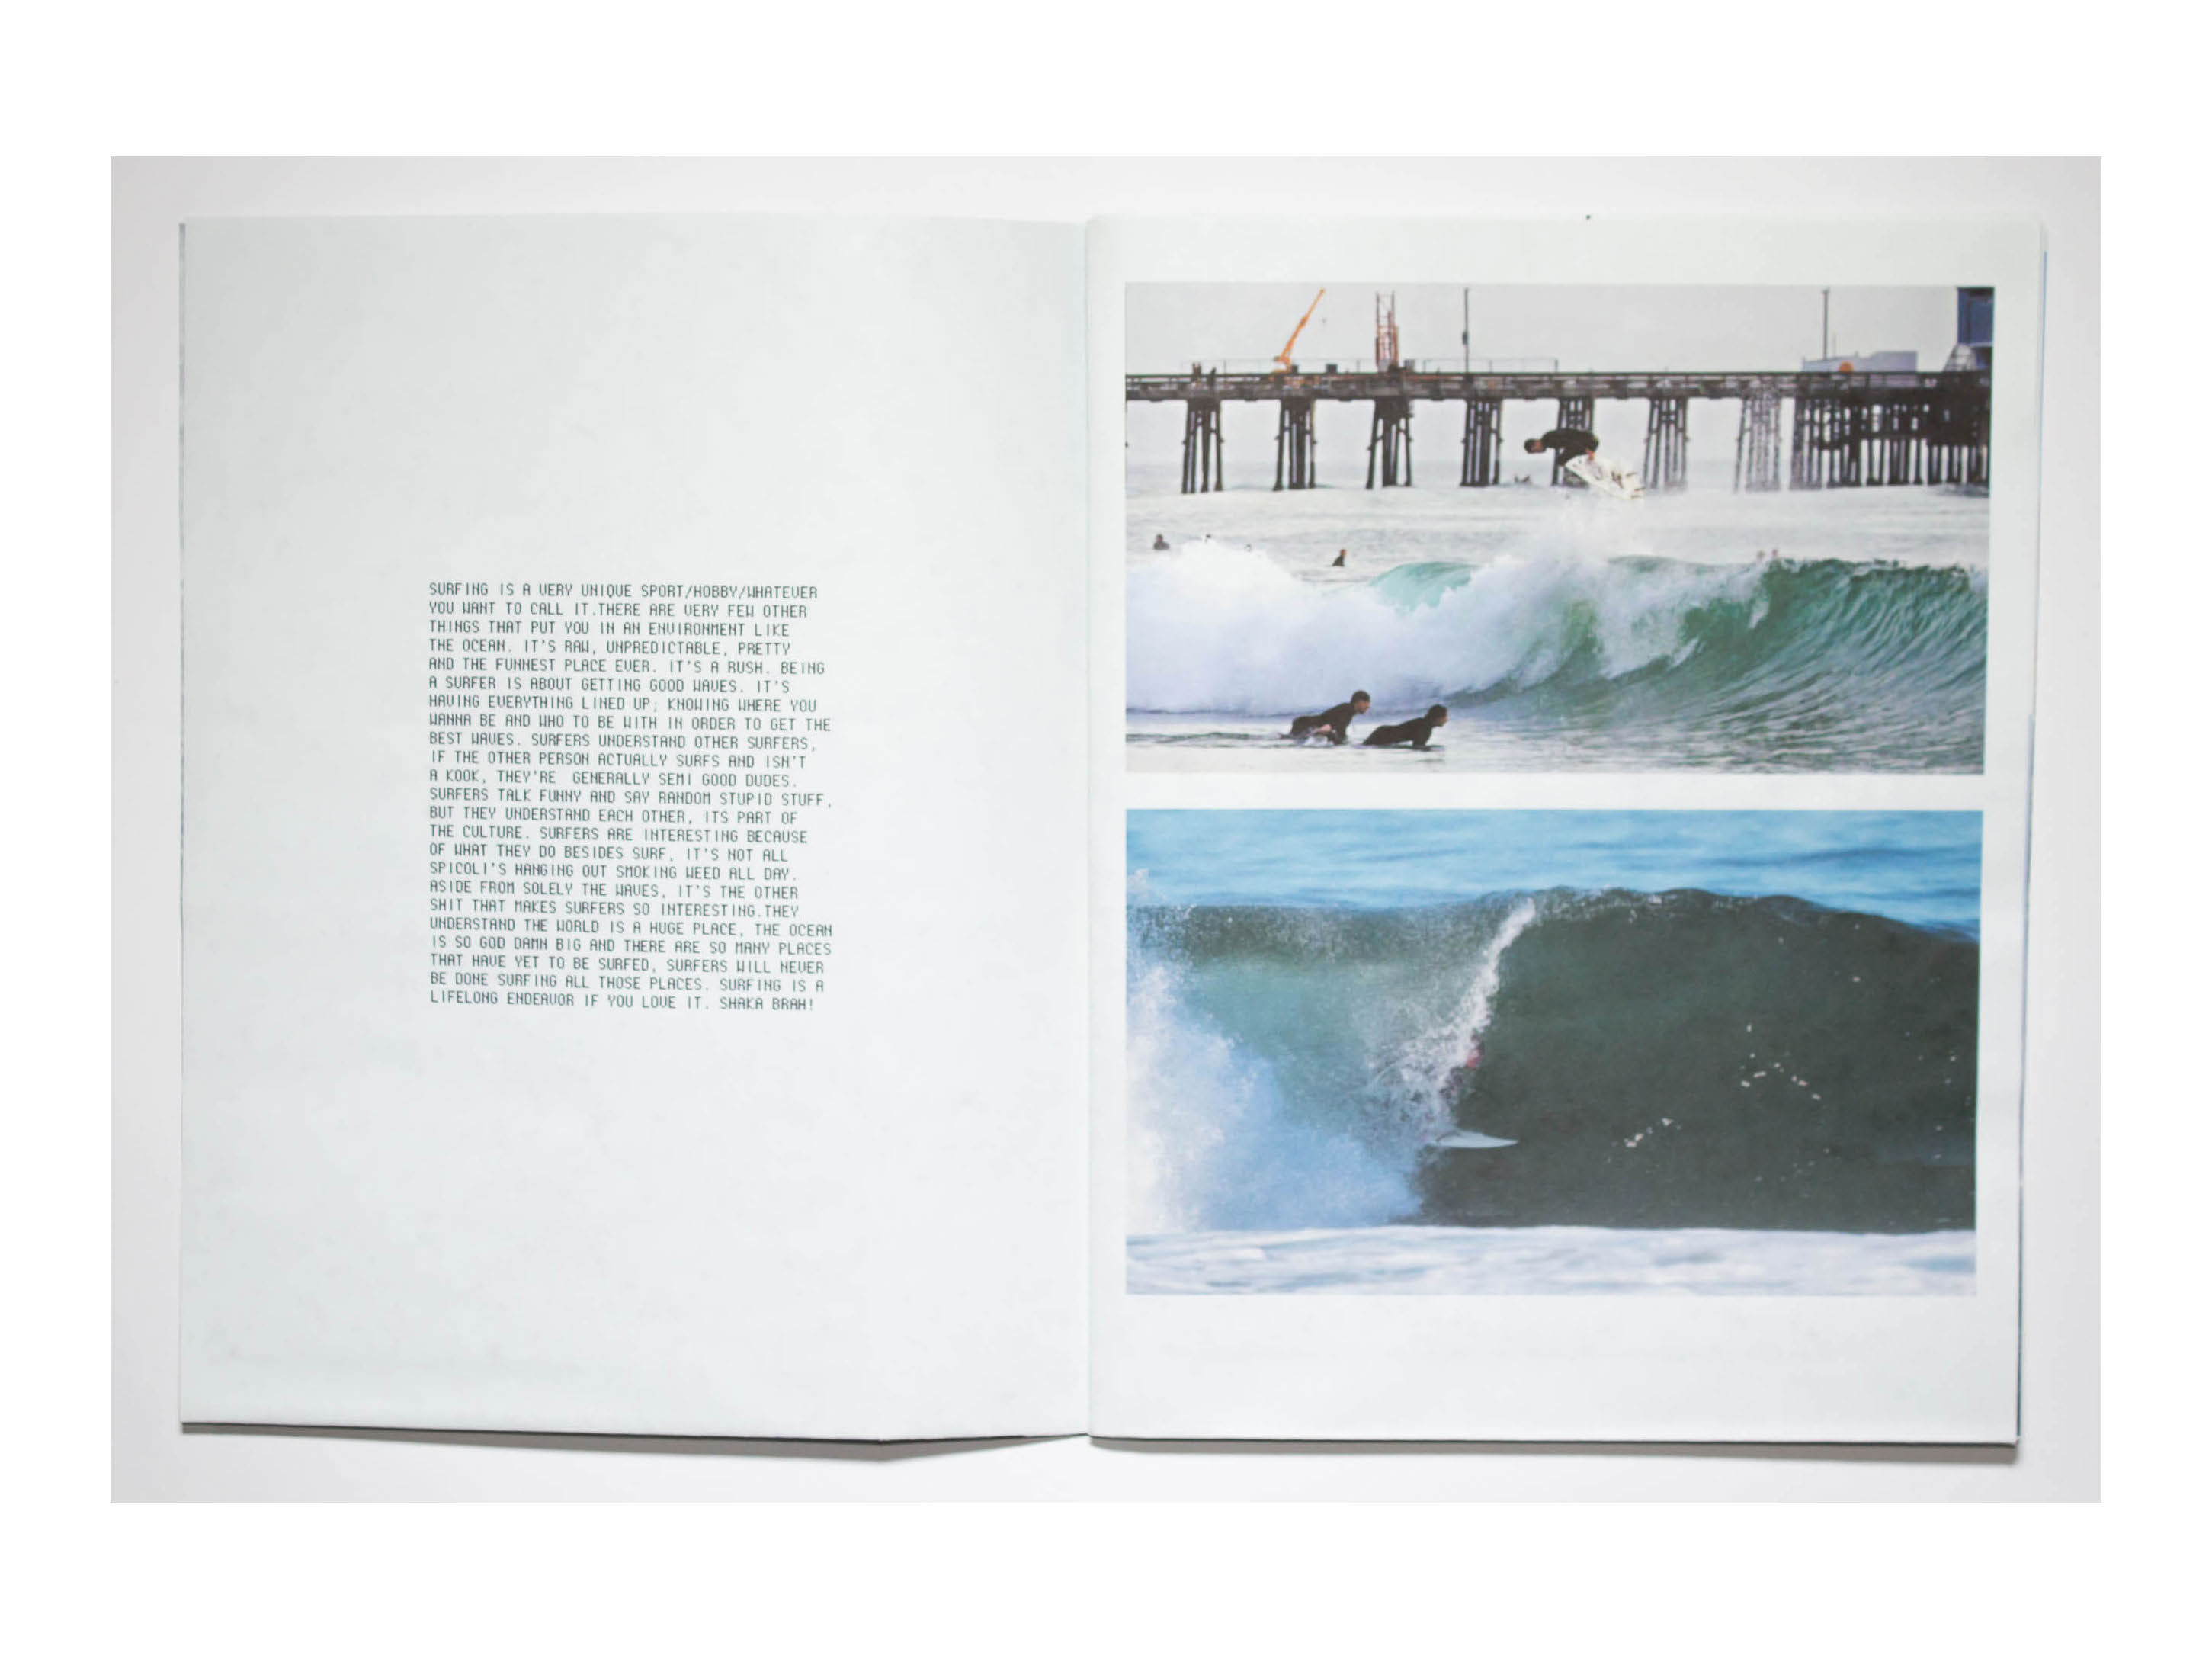 SURFING IS A VERY UNIQUE SPORT/HOBBY/WHATEVER
YOU WANT TO CALL IT.THERE ARE VERY FEW OTHER
THINGS THAT PUT YOU IN AN ENVIRONMENT LIKE
THE OCEAN. IT'S RAW, UNPREDICTABLE, PRETTY
AND THE FUNNEST PLACE EVER. IT'S A RUSH. BEING
A SURFER IS ABOUT GETTING GOOD WAVES. IT'S
HAVING EVERYTHING LINED UP; KNOWING WHERE YOU
WANNA BE AND WHO TO BE WITH IN ORDER TO GET THE
BEST WAVES. SURFERS UNDERSTAND OTHER SURFERS,
IF THE OTHER PERSON ACTUALLY SURFS AND ISN'T
A KOOK, THEY'RE GENERALLY SEMI GOOD DUDES.
SURFERS TALK FUNNY AND SAY RANDOM STUPID STUFF,
BUT THEY UNDERSTAND EACH OTHER, ITS PART OF
THE CULTURE. SURFERS ARE INTERESTING BECAUSE
OF WHAT THEY DO BESIDES SURF, IT'S NOT ALL
SPICOLI'S HANGING OUT SMOKING WEED ALL DAY.
ASIDE FROM SOLELY THE WAVES, IT'S THE OTHER
SHIT THAT MAKES SURFERS SO INTERESTING.THEY
UNDERSTAND THE WORLD IS A HUGE PLACE, THE OCEAN
IS SO GOD DAMN BIG AND THERE ARE SO MANY PLACES
THAT HAVE YET TO BE SURFED, SURFERS WILL NEVER
BE DONE SURFING ALL THOSE PLACES. SURFING IS A
LIFELONG ENDEAVOR IF YOU LOVE IT. SHAKA BRAH!